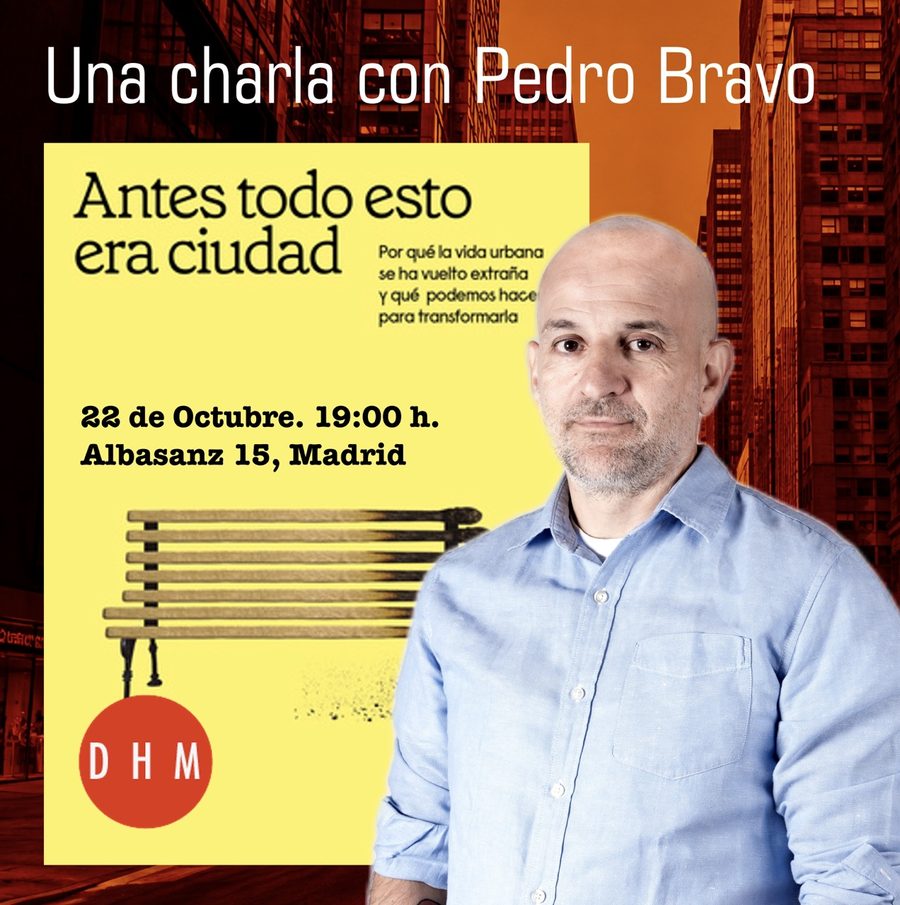 Una charla con Pedro Bravo
Antes todo esto
era ciudad
Por qué la vida urbana
se ha vuelto extraña
y qué podemos hace
para transformarla
22 de Octubre. 19:00 h.
Albasanz 15, Madrid
D H M